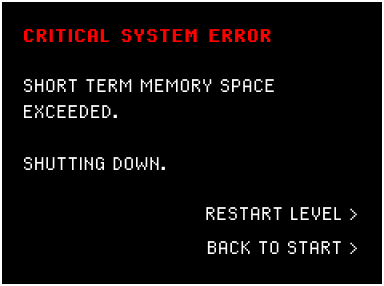 CRITICAL SYSTEM ERROR
SHORT TERM MEMORY SPACE
EXCEEDED.
SHUTTING DOWN.
RESTART LEVEL >
BACK TO START >